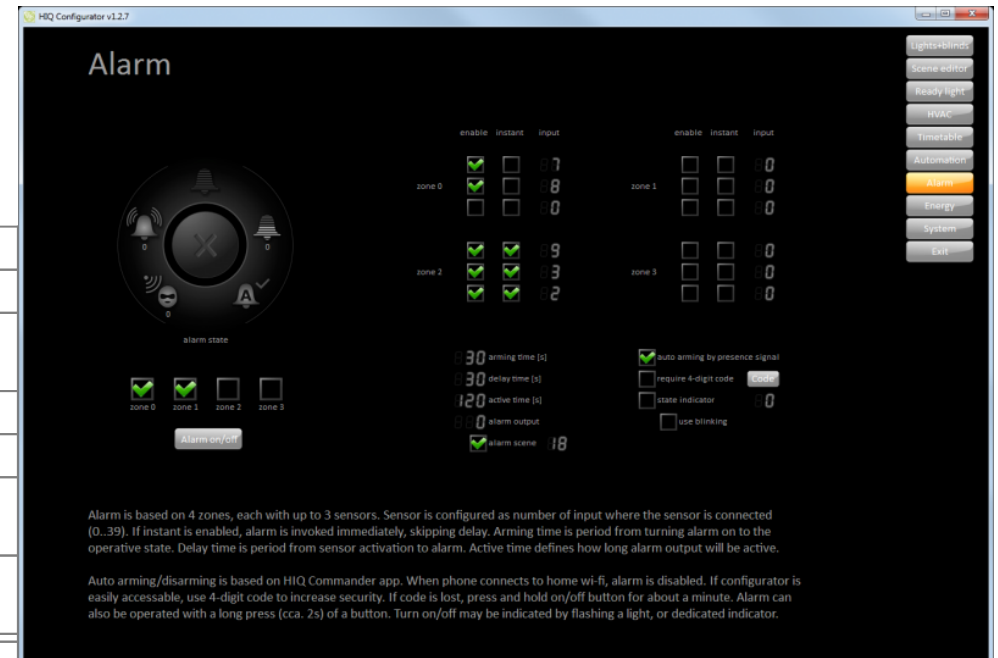 HIQ Configurator v1.2.7
Alarm
Lights+blinds
Scene editor
Ready light
HVAC
Timetable
Automation
Alarm
Energy
System
Exit
enable instant input
enable instant input
zone 0
7
8
0
zone 1
0
0
0
zone 2
9
3
2
zone 3
0
0
0
0
0
0
A
alarm state
zone 0 zone 1 zone 2 zone 3
Alarm on/off
30 arming time [s]
30 delay time [s]
120 active time [s]
0 alarm output
alarm scene 18
auto arming by presence signal
require 4-digit code Code
state indicator 0
use blinking
Alarm is based on 4 zones, each with up to 3 sensors. Sensor is configured as number of input where the sensor is connected
(0..39). If instant is enabled, alarm is invoked immediately, skipping delay. Arming time is period from turning alarm on to the
operative state. Delay time is period from sensor activation to alarm. Active time defines how long alarm output will be active.
Auto arming/disarming is based on HIQ Commander app. When phone connects to home wi-fi, alarm is disabled. If configurator is
easily accessable, use 4-digit code to increase security. If code is lost, press and hold on/off button for about a minute. Alarm can
also be operated with a long press (cca. 2s) of a button. Turn on/off may be indicated by flashing a light, or dedicated indicator.